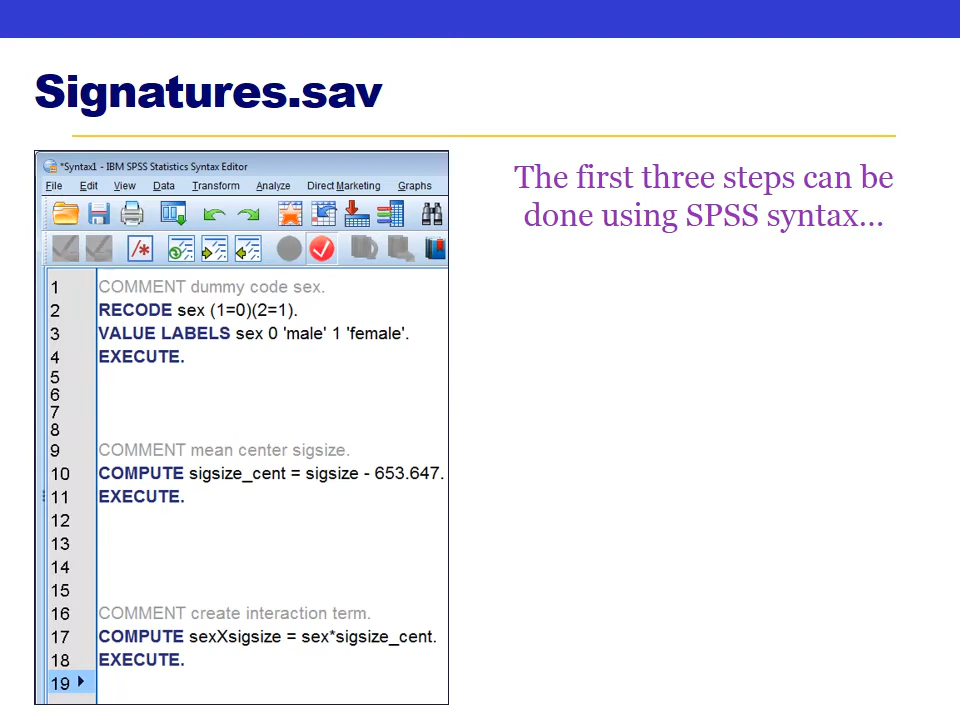 Signatures.sav
*Syntax1 - IBM SPSS Statistics Syntax Editor
File Edit View Data Transform Analyze Direct Marketing Graphs
The first three steps can be
done using SPSS syntax...
1 COMMENT dummy code sex.
2 RECODE sex (1=0)(2=1).
3 VALUE LABELS sex 0 'male' 1 'female'.
4 EXECUTE.
5
6
7
8
9 COMMENT mean center sigsize.
10 COMPUTE sigsize_cent = sigsize - 653.647.
11 EXECUTE.
12
13
14
15
16 COMMENT create interaction term.
17 COMPUTE sexXsigsize = sex*sigsize_cent.
18 EXECUTE.
19